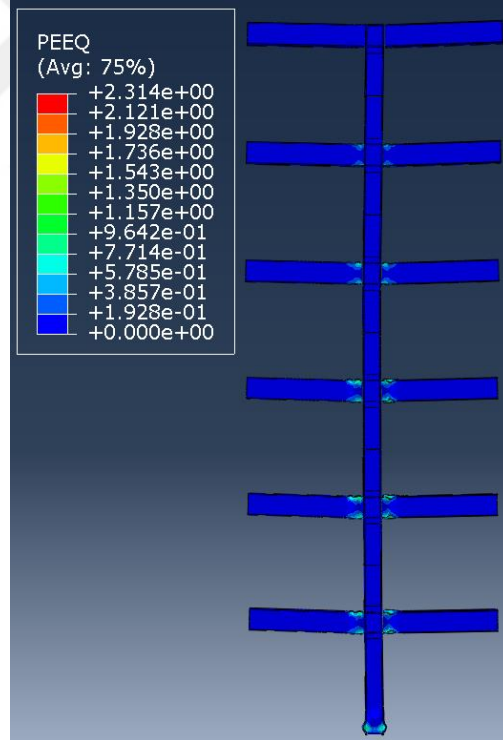 PEEQ
(Avg: 75%)
+2.314e+00
+2.121e+00
+1.928e+00
+1.736e+00
+1.543e+00
+1.350e+00
+1.157e+00
+9.642e-01
+7.714e-01
+5.785e-01
+3.857e-01
+1.928e-01
+0.000e+00